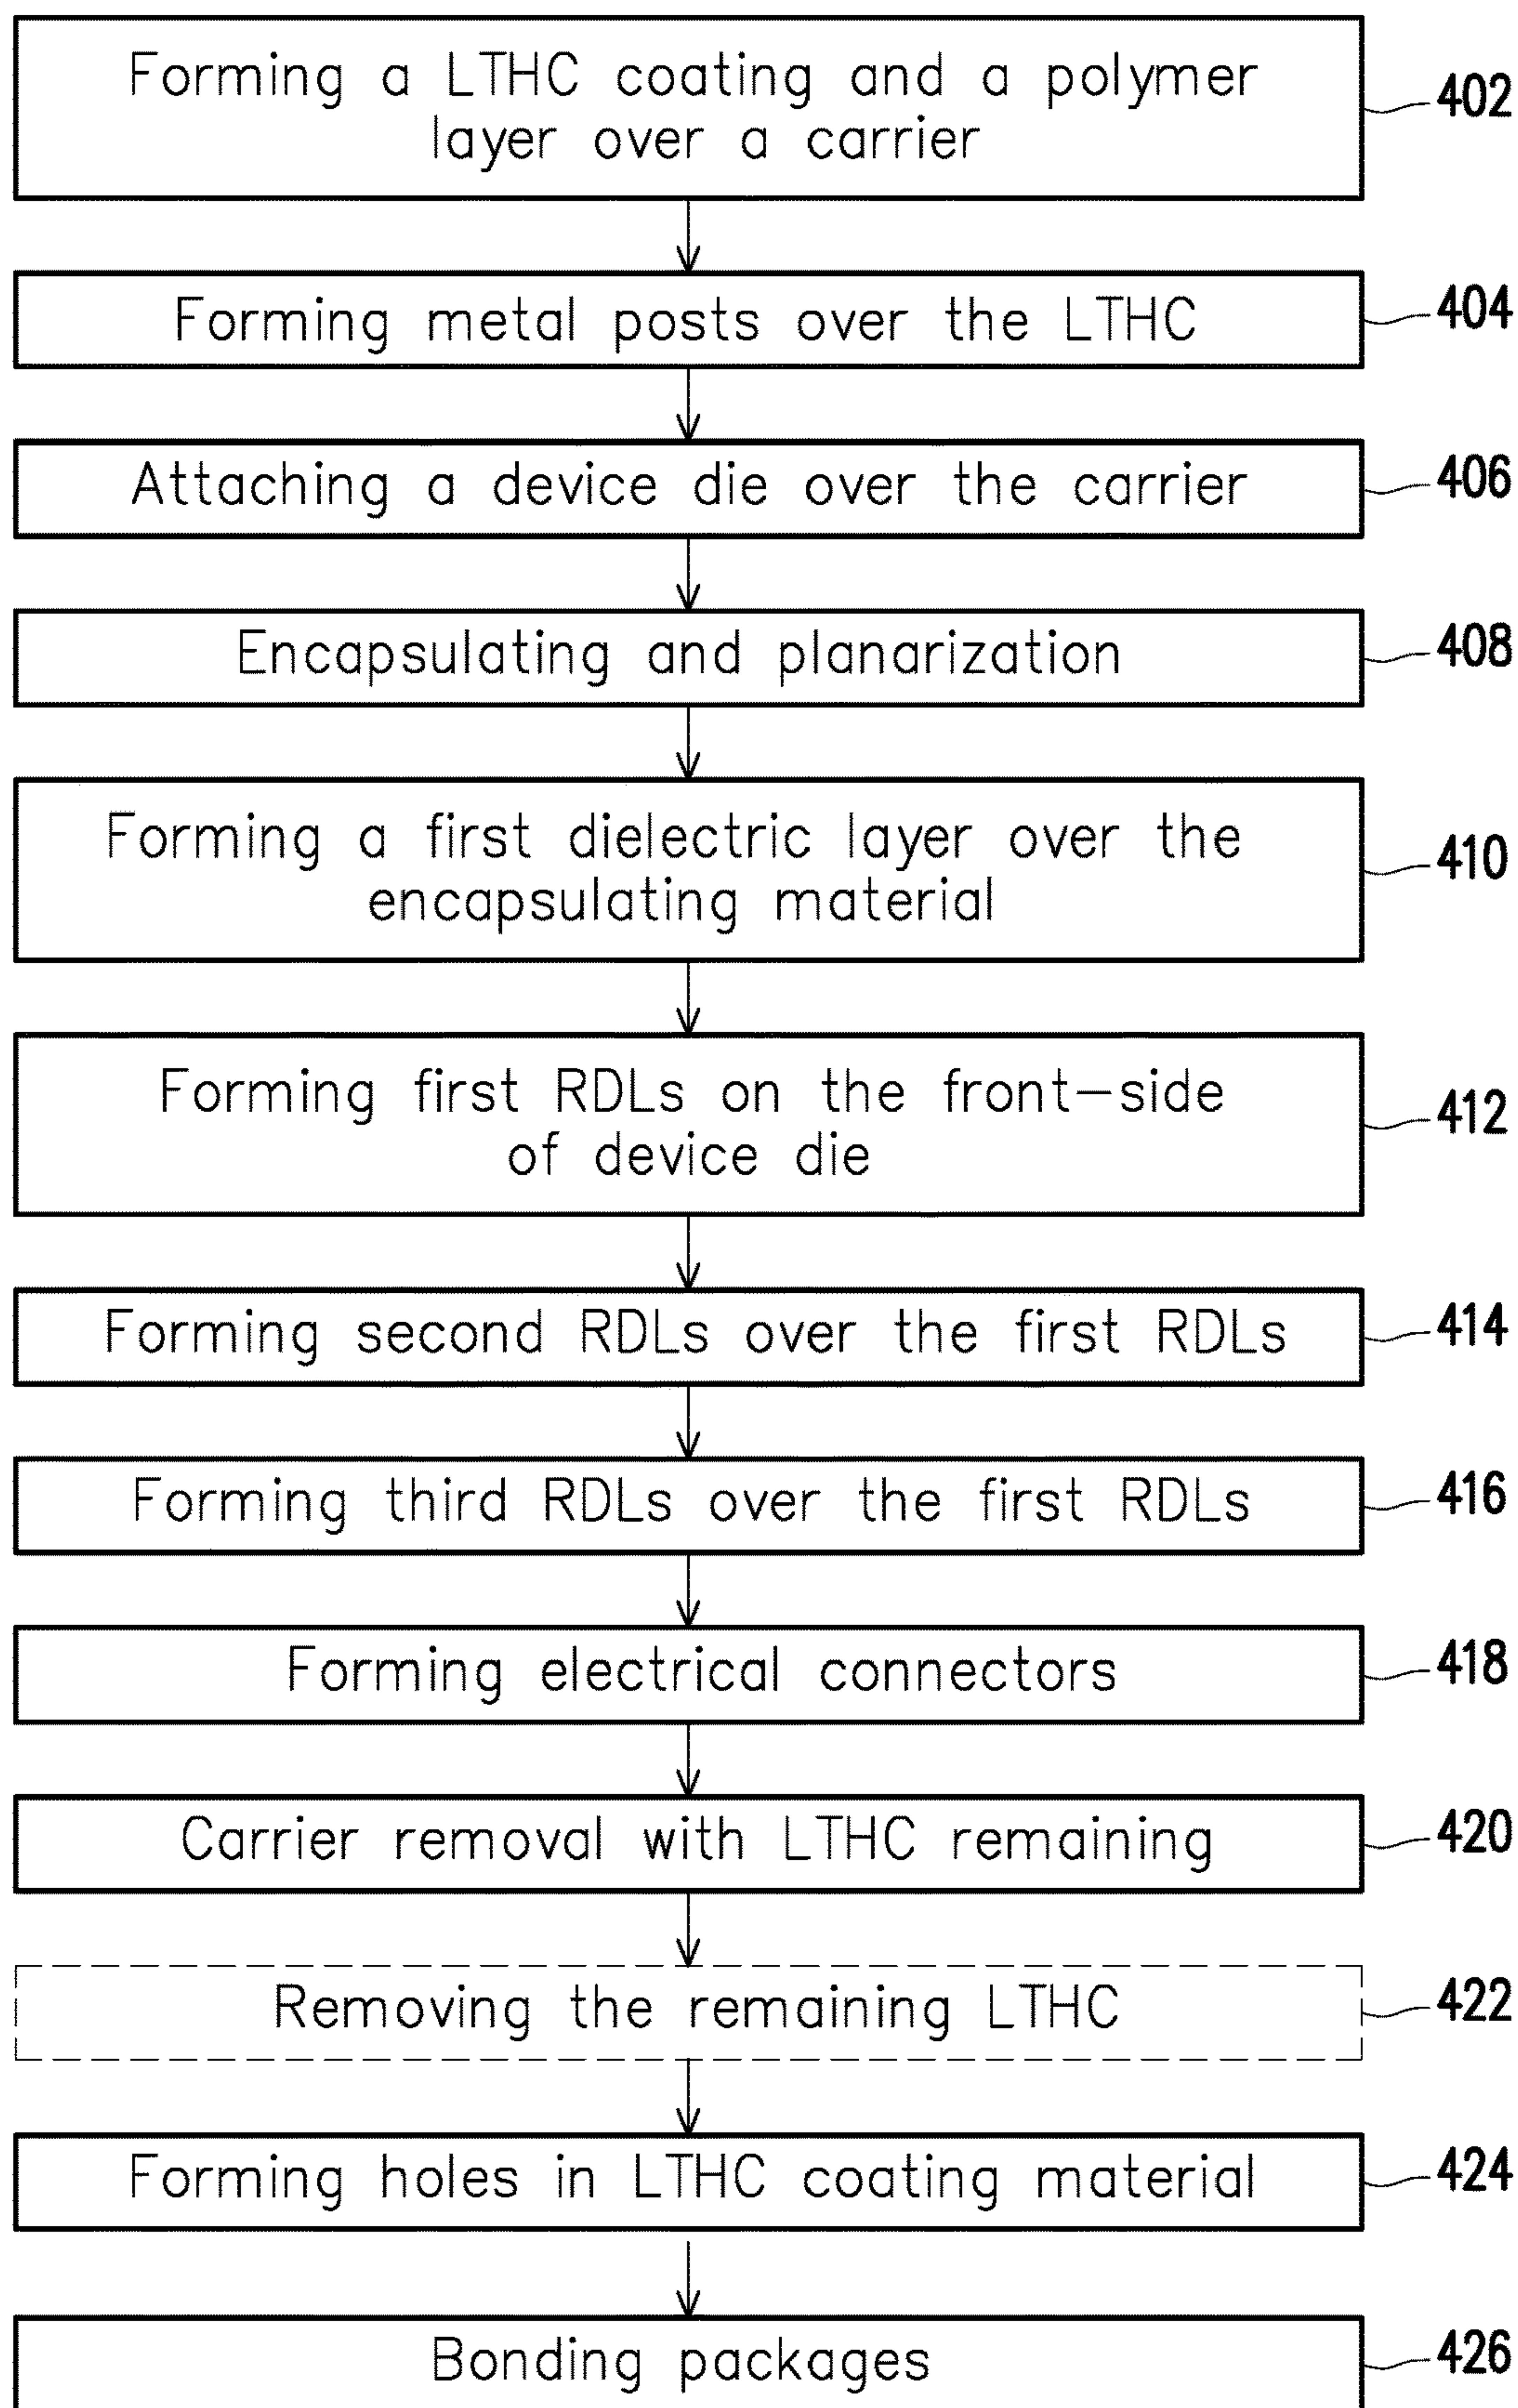 Forming a LTHC coating and a polymer
layer over a carrier
402
Forming metal posts over the LTHC
404
Attaching a device die over the carrier
406
Encapsulating and planarization
408
Forming a first dielectric layer over the
encapsulating material
410
Forming first RDLs on the front-side
of device die
412
Forming second RDLs over the first RDLs
414
Forming third RDLs over the first RDLs
416
Forming electrical connectors
418
Carrier removal with LTHC remaining
420
Removing the remaining LTHC
422
Forming holes in LTHC coating material
424
Bonding packages
426